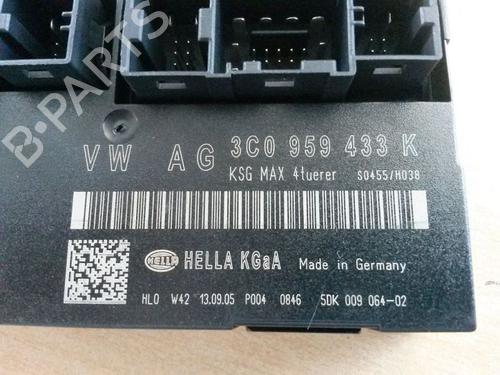 B-PARTS
VW AG 3C0 959 433 K
KSG MAX 4tuerer S0455/H038
HELLA HELLA KGaA Made in Germany
HLO W42 13.09.05 P004 0846 5DK 009 064-02